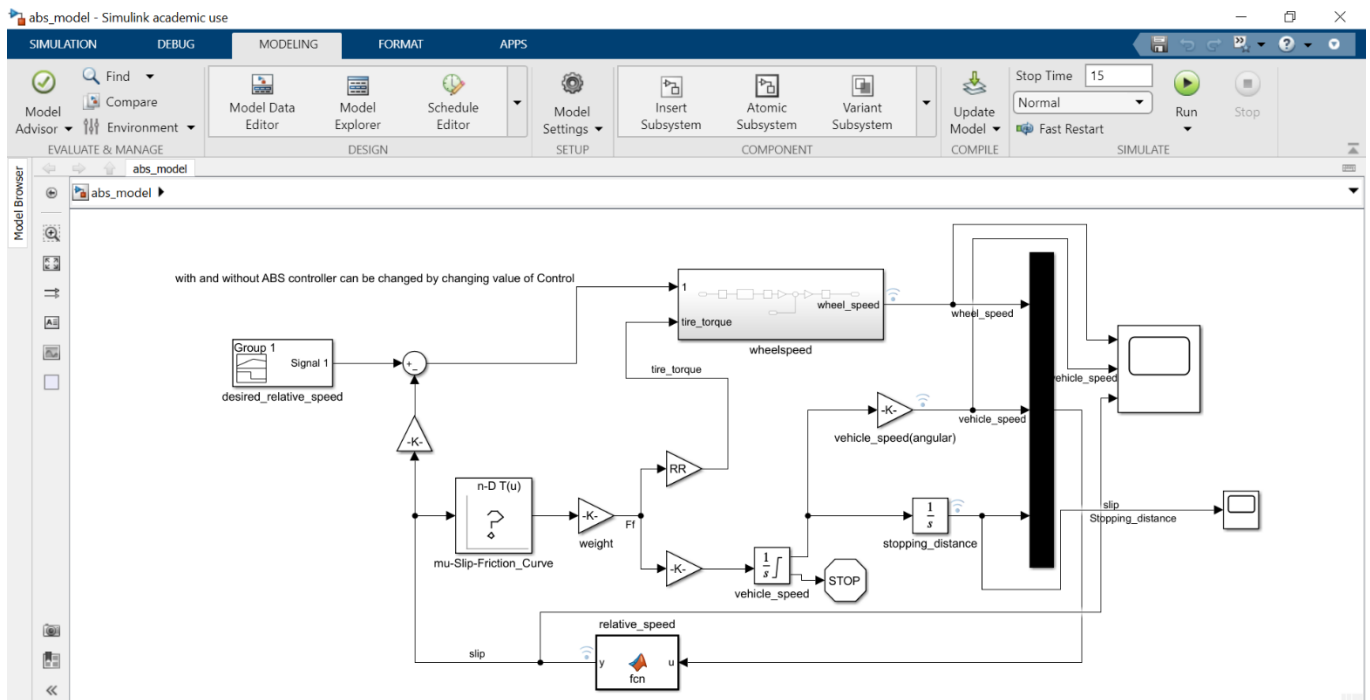 abs_model - Simulink academic use
SIMULATION DEBUG MODELING FORMAT APPS
Model Advisor
Find
Compare
Environment
EVALUATE & MANAGE
Model Data Editor
Model Explorer
Schedule Editor
DESIGN
Model Settings
SETUP
Insert Subsystem
Atomic Subsystem
Variant Subsystem
COMPONENT
Update Model
COMPILE
Stop Time 15
Normal
Fast Restart
Run
Stop
SIMULATE
Model Browser
abs_model
abs_model
with and without ABS controller can be changed by changing value of Control
1
tire_torque
wheel_speed
wheelspeed
wheel_speed
Group 1
Signal 1
desired_relative_speed
+
-
tire_torque
vehicle_speed
-K-
vehicle_speed(angular)
vehicle_speed
-K-
RR
n-D T(u)
mu-Slip-Friction_Curve
-K-
weight
Ff
1
s
stopping_distance
slip
Stopping_distance
-K-
1
s
vehicle_speed
STOP
relative_speed
slip
y
fcn
u